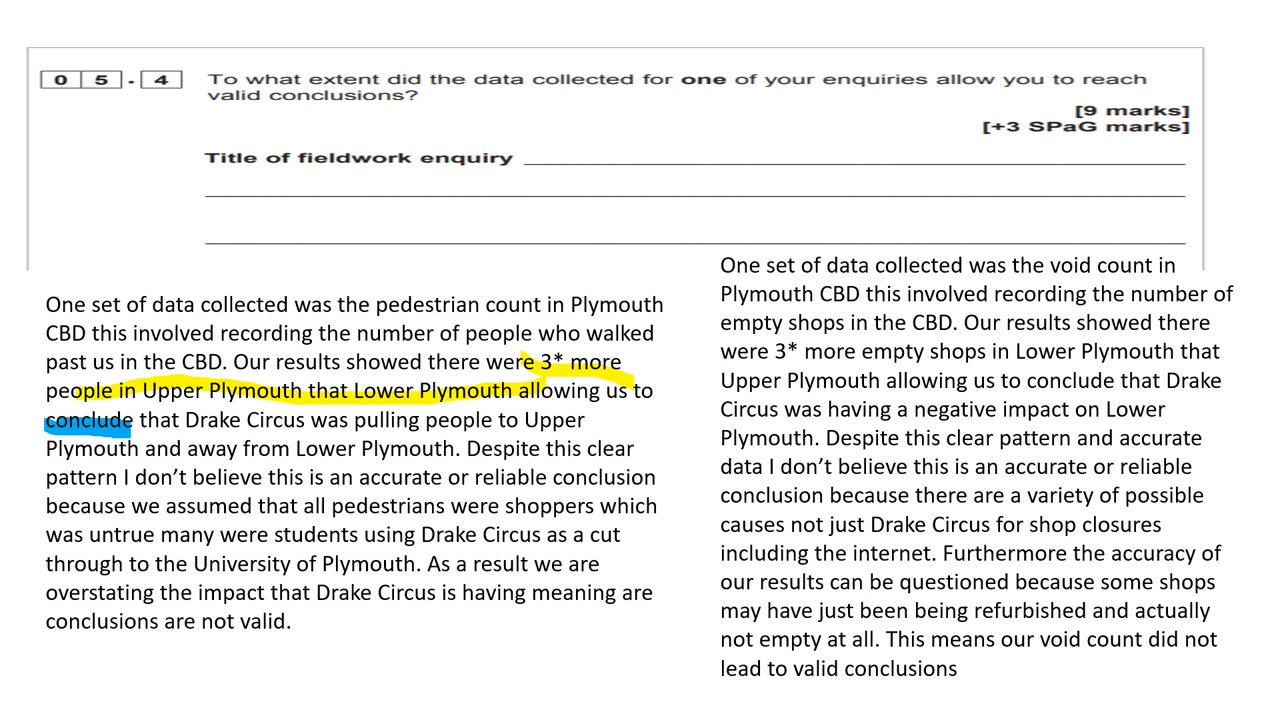 05.4
To what extent did the data collected for one of your enquiries allow you to reach
valid conclusions?
[9 marks]
[+3 SPaG marks]
Title of fieldwork enquiry
One set of data collected was the pedestrian count in Plymouth
CBD this involved recording the number of people who walked
past us in the CBD. Our results showed there were 3* more
people in Upper Plymouth that Lower Plymouth allowing us to
conclude that Drake Circus was pulling people to Upper
Plymouth and away from Lower Plymouth. Despite this clear
pattern I don’t believe this is an accurate or reliable conclusion
because we assumed that all pedestrians were shoppers which
was untrue many were students using Drake Circus as a cut
through to the University of Plymouth. As a result we are
overstating the impact that Drake Circus is having meaning are
conclusions are not valid.
One set of data collected was the void count in
Plymouth CBD this involved recording the number of
empty shops in the CBD. Our results showed there
were 3* more empty shops in Lower Plymouth that
Upper Plymouth allowing us to conclude that Drake
Circus was having a negative impact on Lower
Plymouth. Despite this clear pattern and accurate
data I don’t believe this is an accurate or reliable
conclusion because there are a variety of possible
causes not just Drake Circus for shop closures
including the internet. Furthermore the accuracy of
our results can be questioned because some shops
may have just been being refurbished and actually
not empty at all. This means our void count did not
lead to valid conclusions